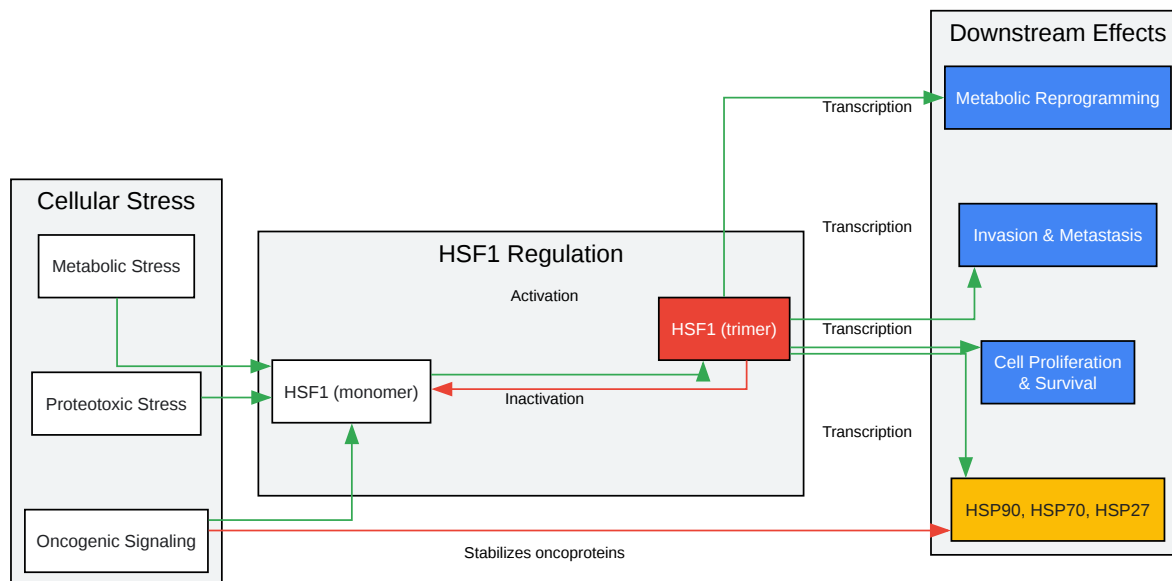 Cellular Stress
Metabolic Stress
Proteotoxic Stress
Oncogenic Signaling
HSF1 Regulation
Activation
HSF1 (trimer)
HSF1 (monomer)
Inactivation
Stabilizes oncoproteins
Transcription
Transcription
Transcription
Transcription
Downstream Effects
Metabolic Reprogramming
Invasion & Metastasis
Cell Proliferation
& Survival
HSP90, HSP70, HSP27